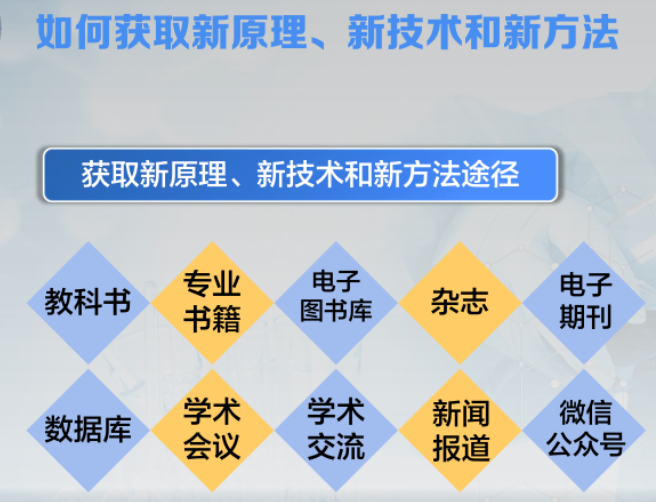 如何获取新原理、新技术和新方法
获取新原理、新技术和新方法途径
教科书
专业
书籍
电子
图书库
杂志
电子
期刊
数据库
学术
会议
学术
交流
新闻
报道
微信
公众号